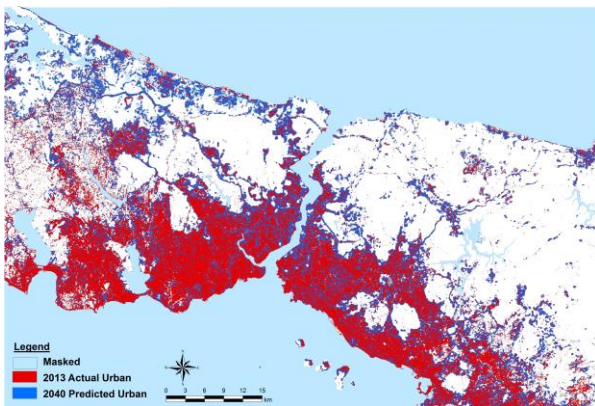 Legend
Masked
2013 Actual Urban
2040 Predicted Urban
0 3 6 9 12 15
km